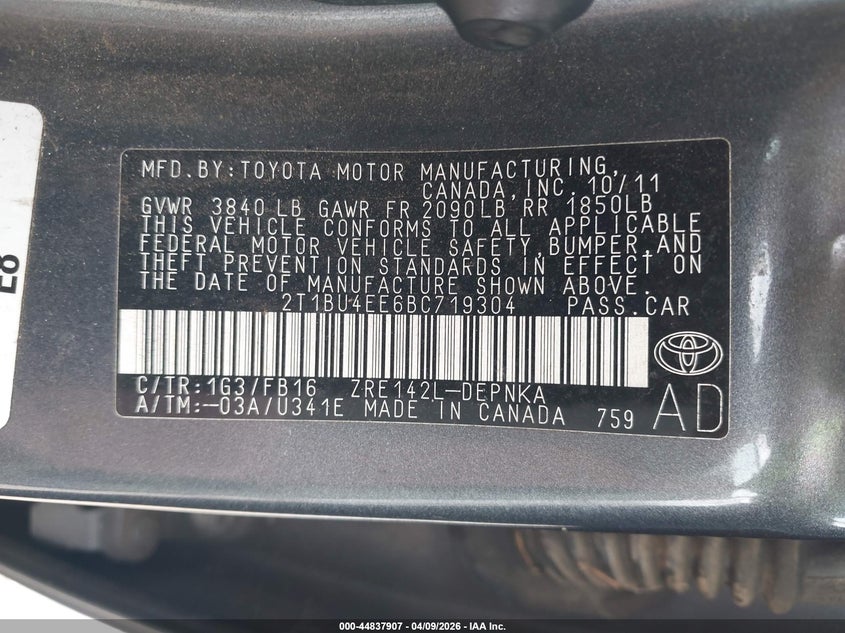 MFD.BY:TOYOTA MOTOR MANUFACTURING,
CANADA,INC. 10/11
GVWR 3840 LB GAWR FR 2090LB RR 1850LB
THIS VEHICLE CONFORMS TO ALL APPLICABLE
FEDERAL MOTOR VEHICLE SAFETY,BUMPER,AND
THEFT PREVENTION STANDARDS IN EFFECT ON
THE DATE OF MANUFACTURE SHOWN ABOVE.
2T1BU4EE6BC719304 PASS.CAR
C/TR:1G3/FB16 ZRE142L-DEPNKA
A/TM:-03A/U341E MADE IN CANADA 759
AD
E8
000-44837907 - 04/09/2026 - IAA Inc.